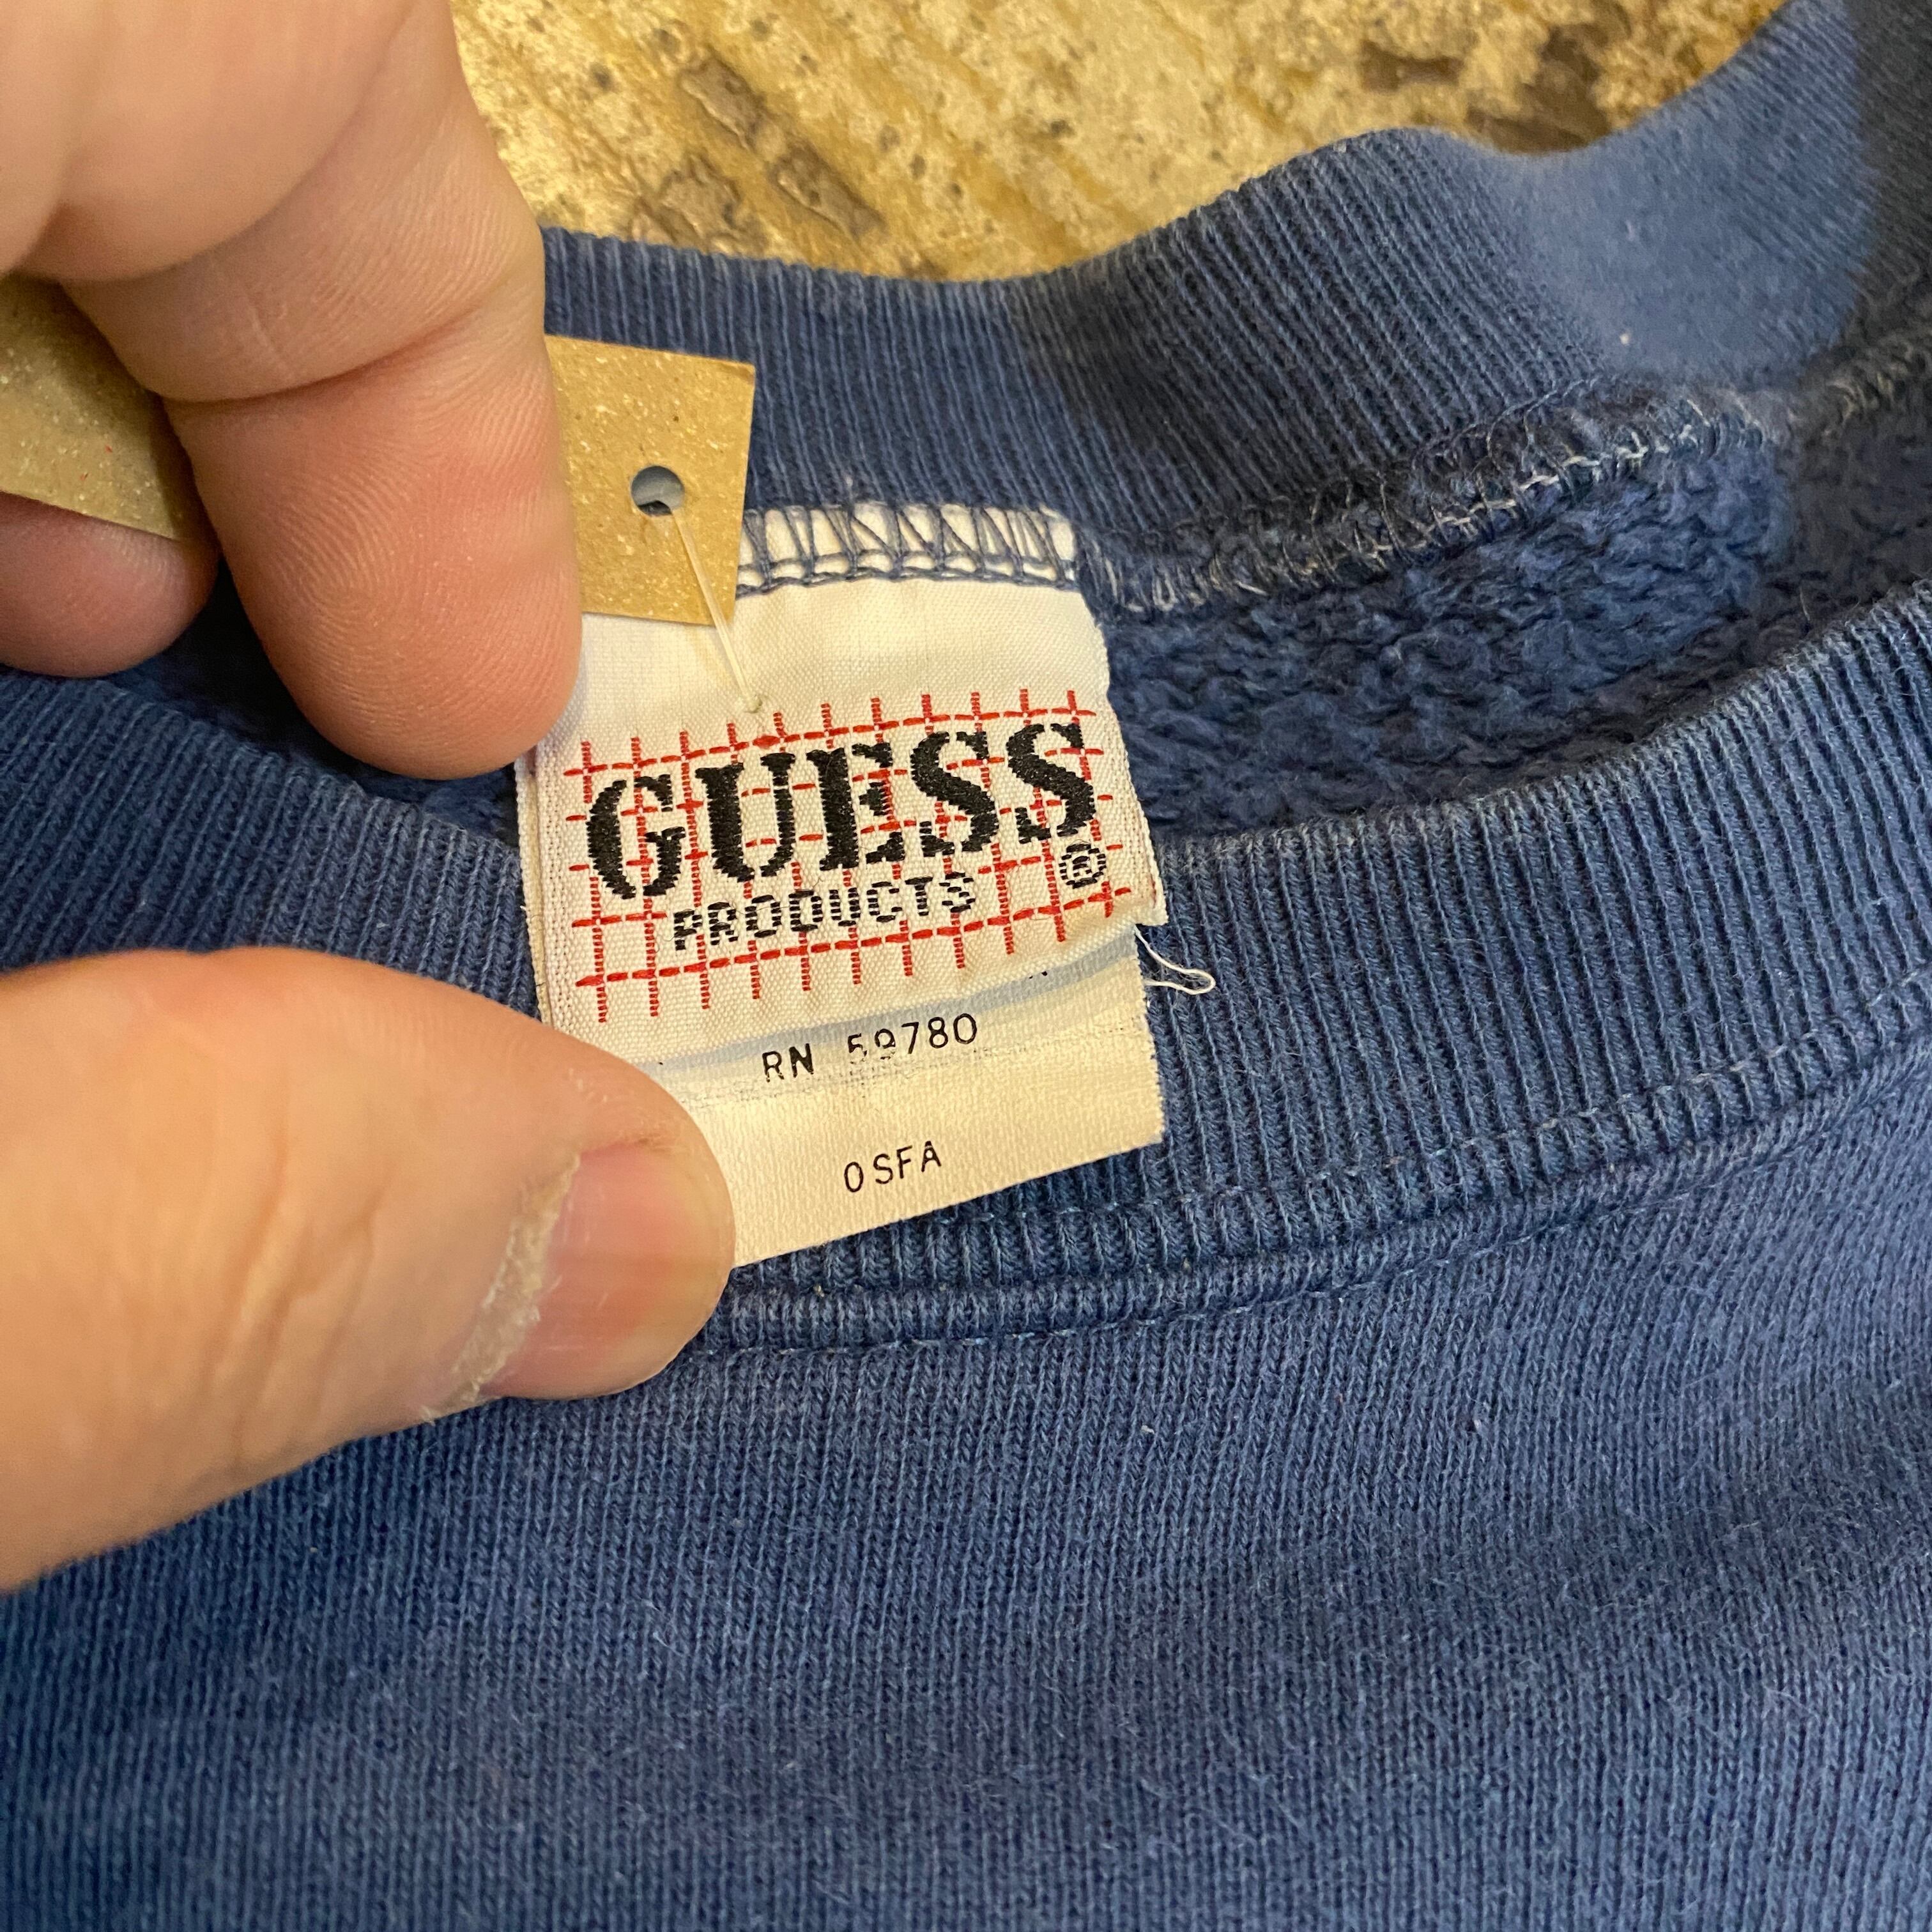 GUESS
PRODUCTS ®
RN 59780
OSFA